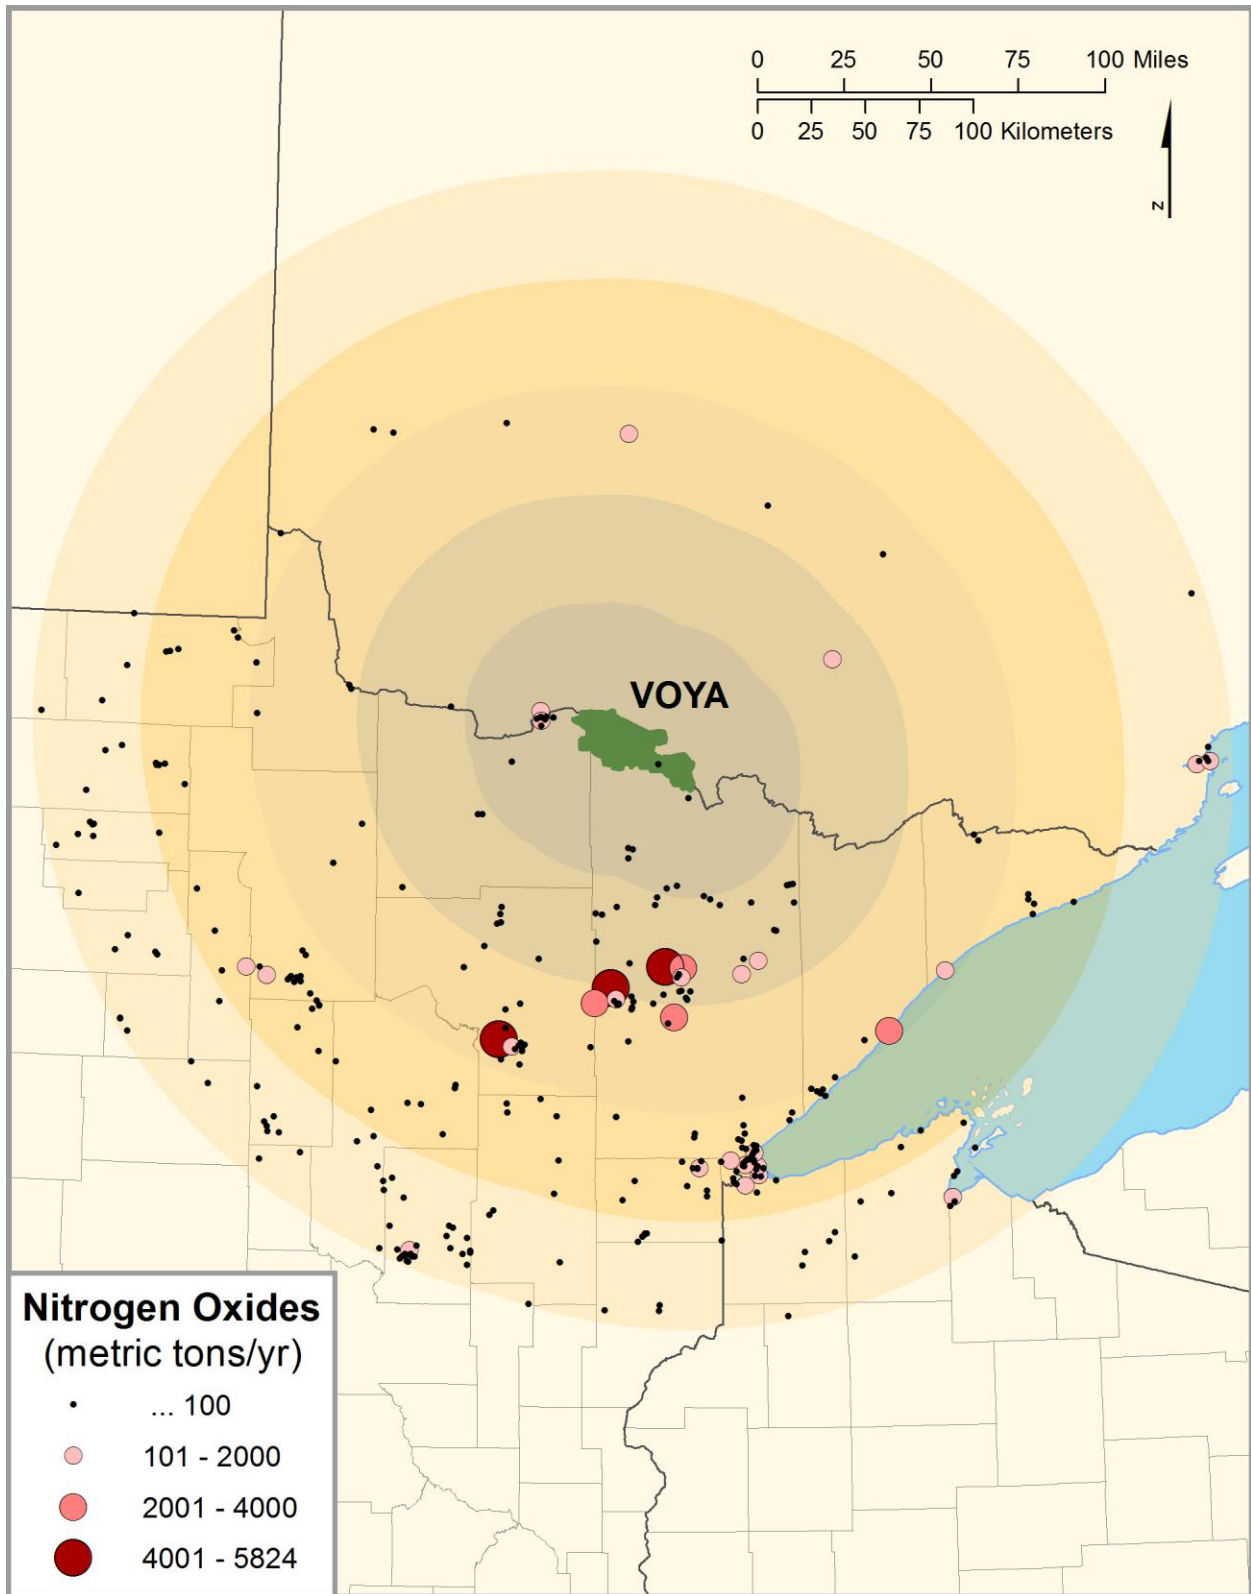 0 25 50 75 100 Miles
0 25 50 75 100 Kilometers
N
VOYA
Nitrogen Oxides
(metric tons/yr)
... 100
101 - 2000
2001 - 4000
4001 - 5824